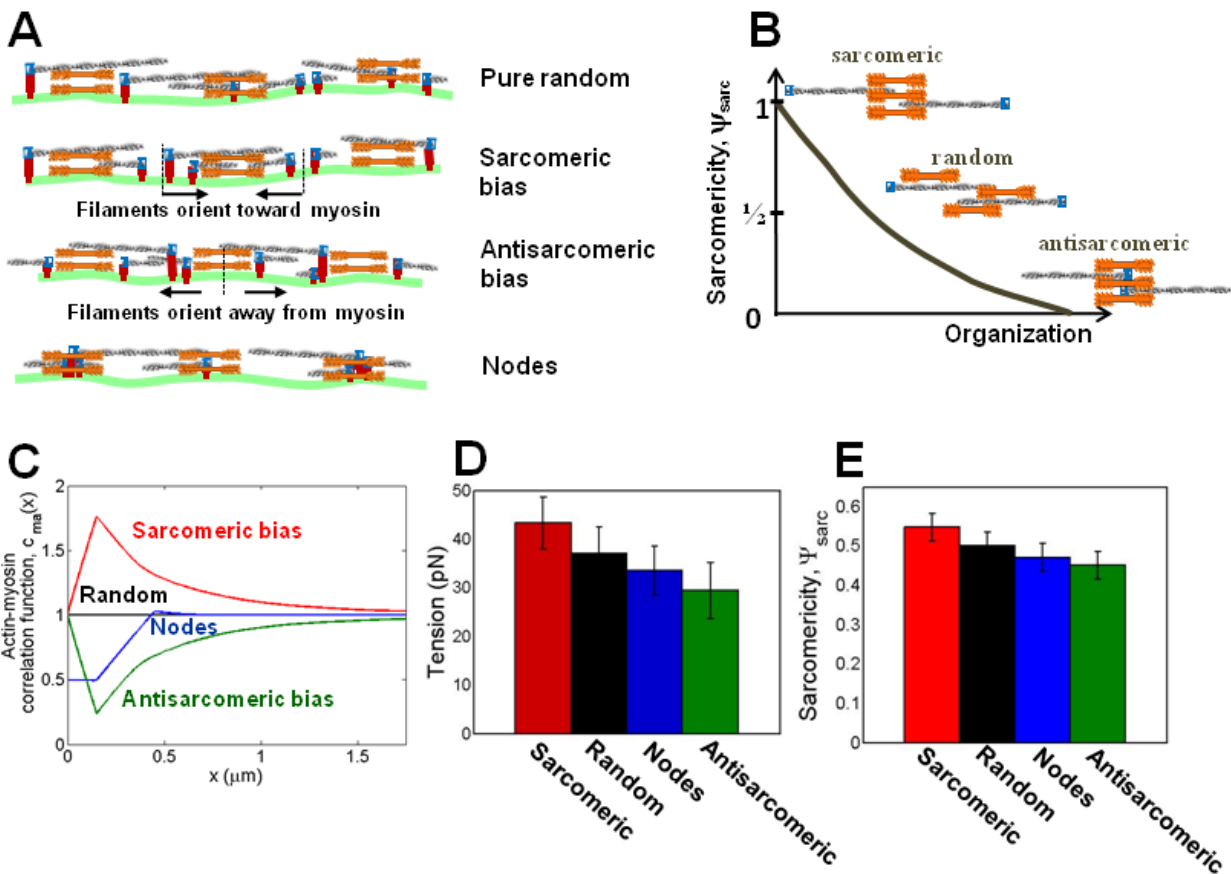 A
Pure random
Sarcomeric
bias
Filaments orient toward myosin
Antisarcomeric
bias
Filaments orient away from myosin
Nodes
B
sarcomeric
random
antisarcomeric
Sarcomericity, Ψsarc
1
½
0
Organization
C
Actin-myosin
correlation function, c_ma(x)
2
1.5
1
0.5
0
Sarcomeric bias
Random
Nodes
Antisarcomeric bias
0
0.5
1
1.5
x (μm)
D
Tension (pN)
50
40
30
20
10
0
Sarcomeric
Random
Nodes
Antisarcomeric
E
Sarcomericity, Ψsarc
0.6
0.5
0.4
0.3
0.2
0.1
0
Sarcomeric
Random
Nodes
Antisarcomeric